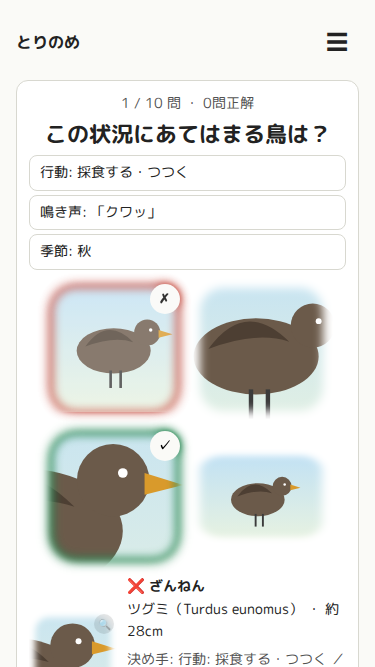 とりのめ
1 / 10 問 ・ 0問正解
この状況にあてはまる鳥は？
行動: 採食する・つつく
鳴き声: 「クワッ」
季節: 秋
❌ ざんねん
ツグミ（Turdus eunomus） ・ 約
28cm
決め手: 行動: 採食する・つつく ／